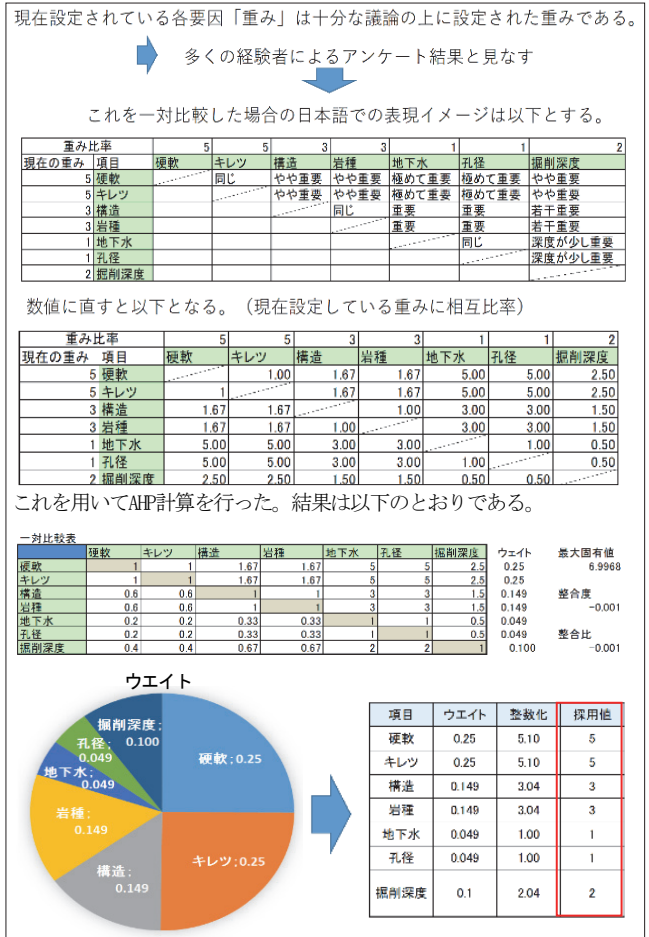 現在設定されている各要因「重み」は十分な議論の上に設定された重みである。
多くの経験者によるアンケート結果と見なす
これを一対比較した場合の日本語での表現イメージは以下とする。
重み比率 5 5 3 3 1 1 2
現在の重み 項目 硬軟 キレツ 構造 岩種 地下水 孔径 掘削深度
5 硬軟 同じ やや重要 やや重要 極めて重要 極めて重要 やや重要
5 キレツ やや重要 やや重要 極めて重要 極めて重要 やや重要
3 構造 同じ 重要 重要 若干重要
3 岩種 重要 重要 若干重要
1 地下水 同じ 深度が少し重要
1 孔径 深度が少し重要
2 掘削深度
数値に直すと以下となる。（現在設定している重みに相互比率）
重み比率 5 5 3 3 1 1 2
現在の重み 項目 硬軟 キレツ 構造 岩種 地下水 孔径 掘削深度
5 硬軟 1.00 1.67 1.67 5.00 5.00 2.50
5 キレツ 1 1.67 1.67 5.00 5.00 2.50
3 構造 1.67 1.67 1.00 3.00 3.00 1.50
3 岩種 1.67 1.67 1.00 3.00 3.00 1.50
1 地下水 5.00 5.00 3.00 3.00 1.00 0.50
1 孔径 5.00 5.00 3.00 3.00 1.00 0.50
2 掘削深度 2.50 2.50 1.50 1.50 0.50 0.50
これを用いてAHP計算を行った。結果は以下のとおりである。
一対比較表
硬軟 キレツ 構造 岩種 地下水 孔径 掘削深度 ウェイト 最大固有値
硬軟 1 1 1.67 1.67 5 5 2.5 0.25 6.9968
キレツ 1 1 1.67 1.67 5 5 2.5 0.25
構造 0.6 0.6 1 1 3 3 1.5 0.149 整合度
岩種 0.6 0.6 1 1 3 3 1.5 0.149 -0.001
地下水 0.2 0.2 0.33 0.33 1 1 0.5 0.049
孔径 0.2 0.2 0.33 0.33 1 1 0.5 0.049 整合比
掘削深度 0.4 0.4 0.67 0.67 2 2 1 0.100 -0.001
ウエイト
掘削深度;
0.100
孔径;
0.049
地下水;
0.049
岩種;
0.149
構造;
0.149
硬軟;0.25
キレツ;0.25
項目 ウエイト 整数化 採用値
硬軟 0.25 5.10 5
キレツ 0.25 5.10 5
構造 0.149 3.04 3
岩種 0.149 3.04 3
地下水 0.049 1.00 1
孔径 0.049 1.00 1
掘削深度 0.1 2.04 2